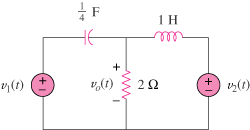 1/4 F
1 H
+
v₁(t)
+
−
vₒ(t)
2 Ω
+
−
v₂(t)
−